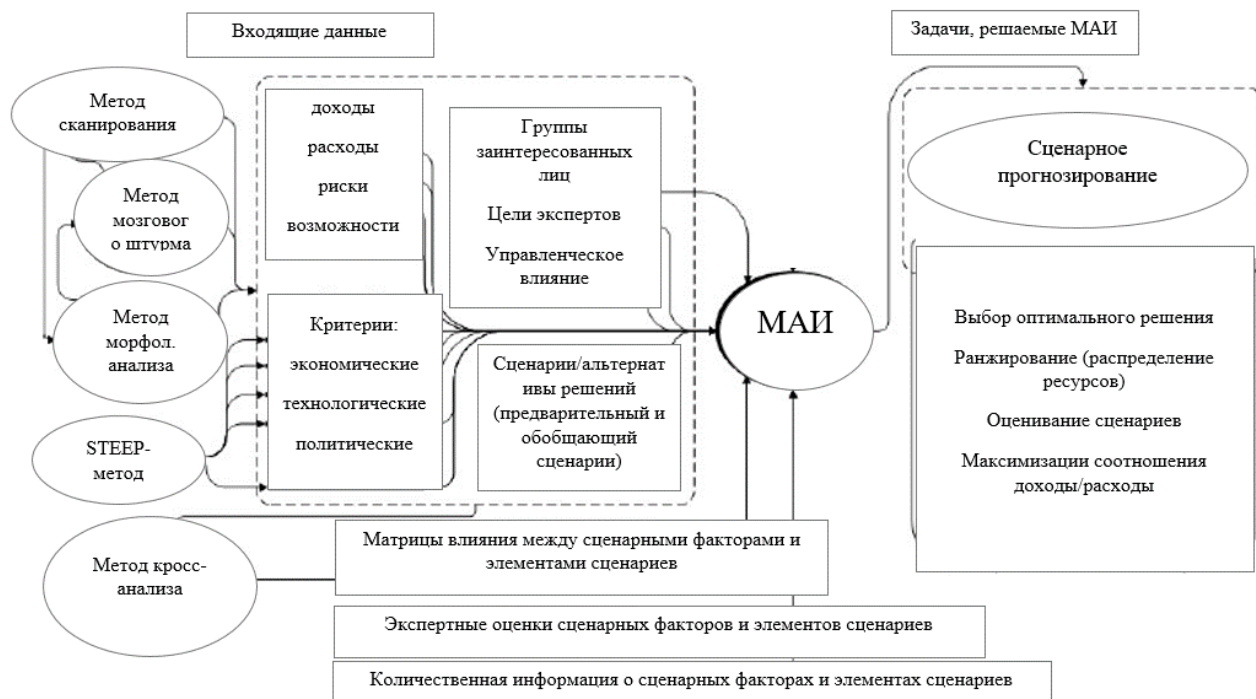 Входящие данные
Задачи, решаемые МАИ
Метод
сканирования
Метод
мозговог
о штурма
Метод
морфол.
анализа
STEEP-
метод
Метод кросс-
анализа
доходы
расходы
риски
возможности
Критерии:
экономические
технологические
политические
Группы
заинтересованных
лиц
Цели экспертов
Управленческое
влияние
Сценарии/альтернат
ивы решений
(предварительный и
обобщающий
сценарии)
МАИ
Матрицы влияния между сценарными факторами и
элементами сценариев
Экспертные оценки сценарных факторов и элементов сценариев
Количественная информация о сценарных факторах и элементах сценариев
Сценарное
прогнозирование
Выбор оптимального решения
Ранжирование (распределение
ресурсов)
Оценивание сценариев
Максимизации соотношения
доходы/расходы